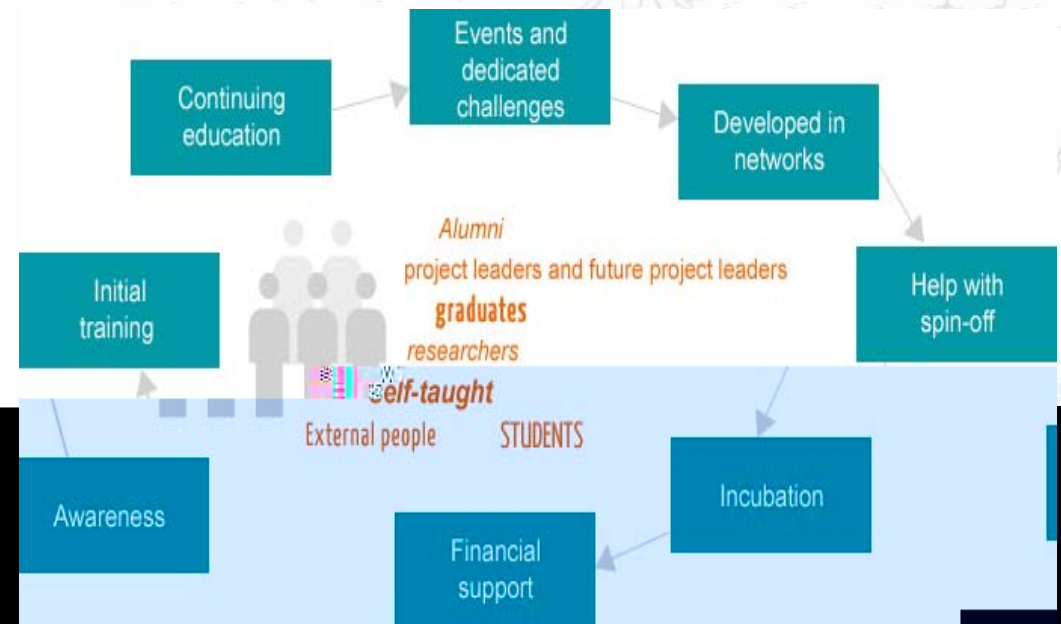 Events and
dedicated
challenges
Continuing
education
Developed in
networks
Alumni
project leaders and future project leaders
graduates
researchers
self-taught
External people
STUDENTS
Initial
training
Help with
spin-off
Awareness
Incubation
Financial
support